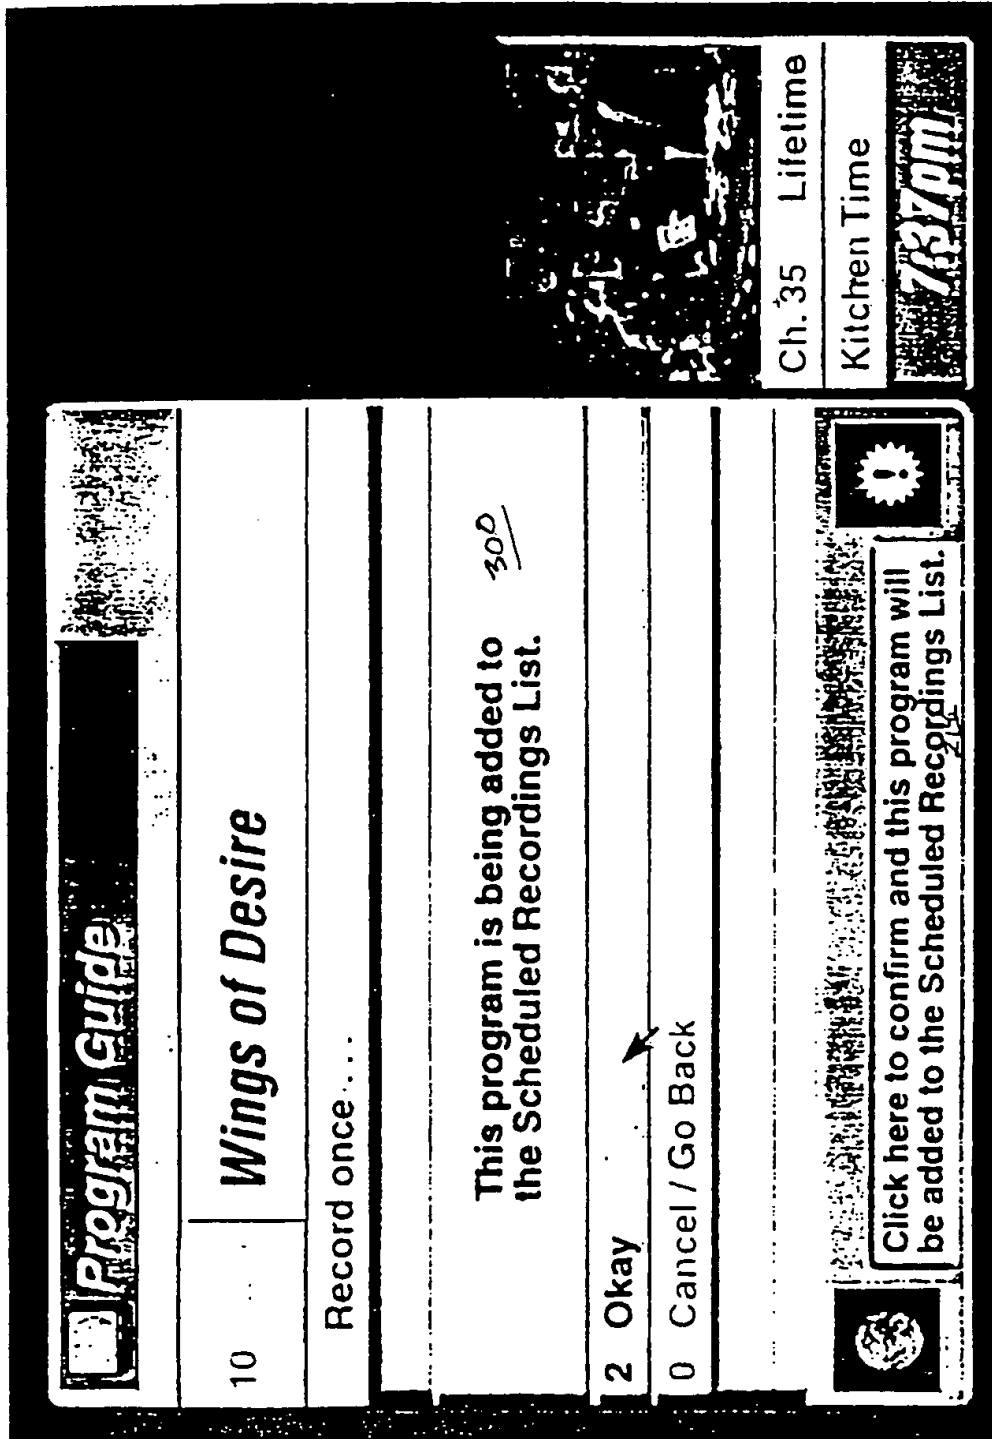 Program Guide
10 Wings of Desire
Record once...
This program is being added to
the Scheduled Recordings List.
300
2 Okay
0 Cancel / Go Back
Click here to confirm and this program will
be added to the Scheduled Recordings List.
Ch. 35 Lifetime
Kitchen Time
7:37pm